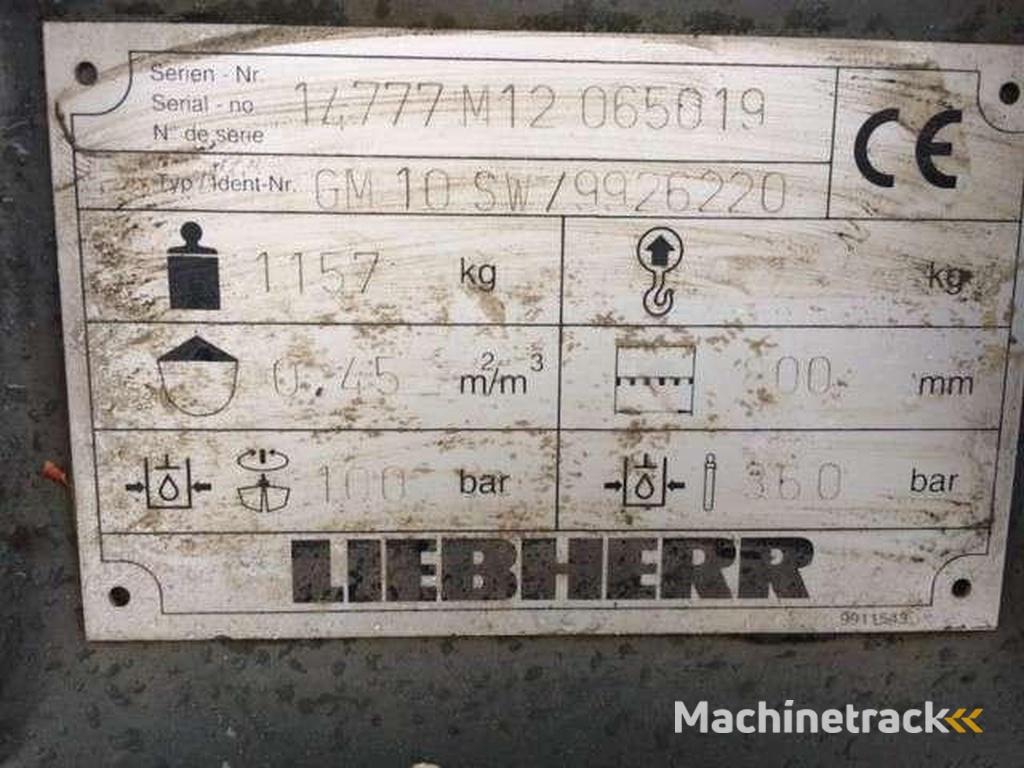 Serien - Nr.
Serial - no
N° de serie
14777 M12 065019
CE
Typ / Ident-Nr. GM 10 SW / 9926220
1157 kg
kg
0,45 m²/m³
00 mm
100 bar
360 bar
LIEBHERR
Machinetrack